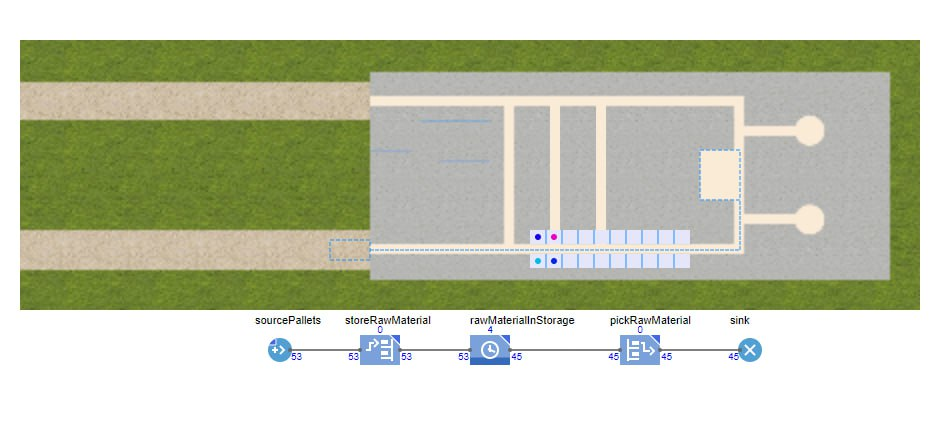 sourcePallets storeRawMaterial rawMaterialInStorage pickRawMaterial sink
0 4 0
53 53 53 53 45 45 45 45